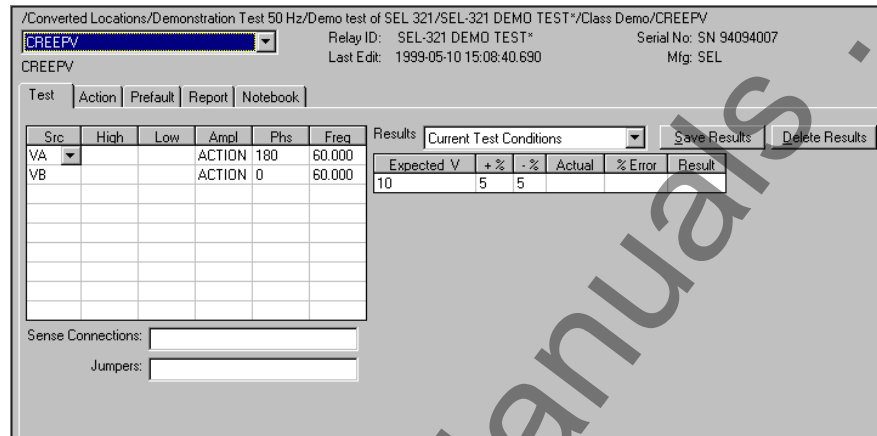 /Converted Locations/Demonstration Test 50 Hz/Demo test of SEL 321/SEL-321 DEMO TEST*/Class Demo/CREEPV
CREEPV
Relay ID: SEL-321 DEMO TEST*
Serial No: SN 94094007
Last Edit: 1999-05-10 15:08:40.690
Mfg: SEL
CREEPV
Test Action Prefault Report Notebook
Results Current Test Conditions Save Results Delete Results
Src High Low Ampl Phs Freq
VA ACTION 180 60.000
VB ACTION 0 60.000
Expected V + % - % Actual % Error Result
10 5 5
Sense Connections:
Jumpers:
anuals .